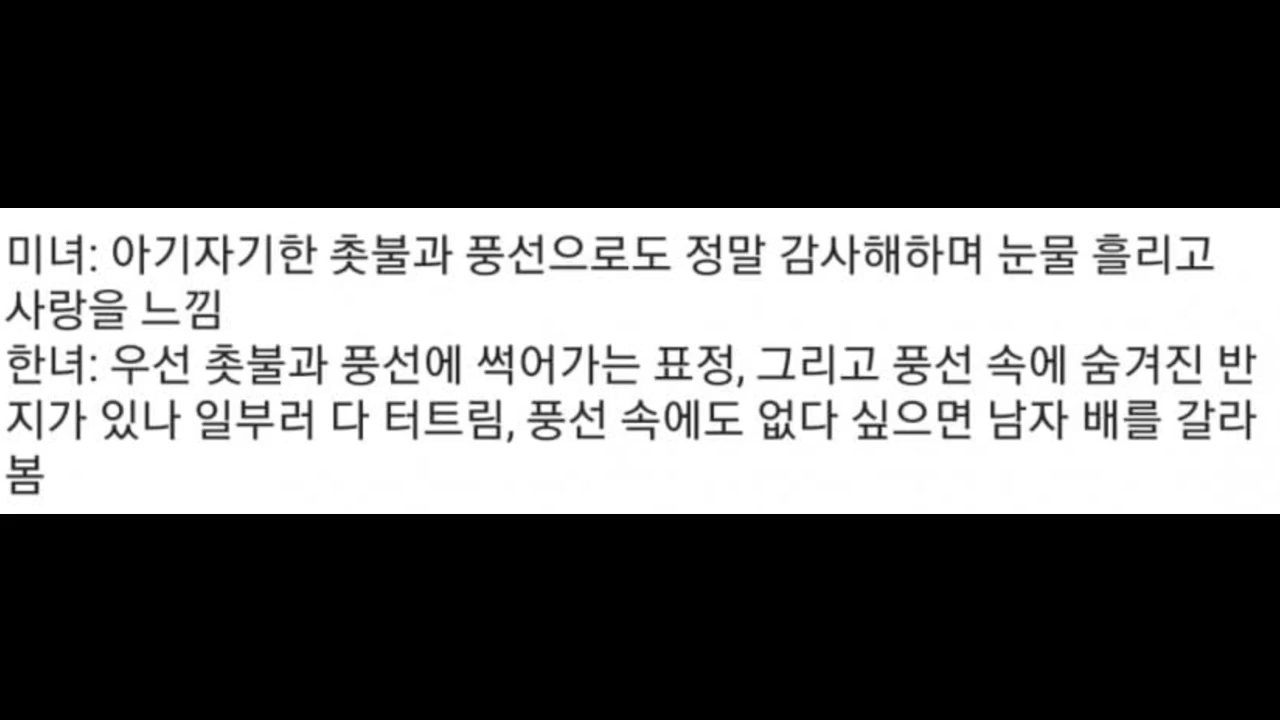 미녀: 아기자기한 촛불과 풍선으로도 정말 감사해하며 눈물 흘리고
사랑을 느낌
한녀: 우선 촛불과 풍선에 썩어가는 표정, 그리고 풍선 속에 숨겨진 반
지가 있나 일부러 다 터트림, 풍선 속에도 없다 싶으면 남자 배를 갈라
봄